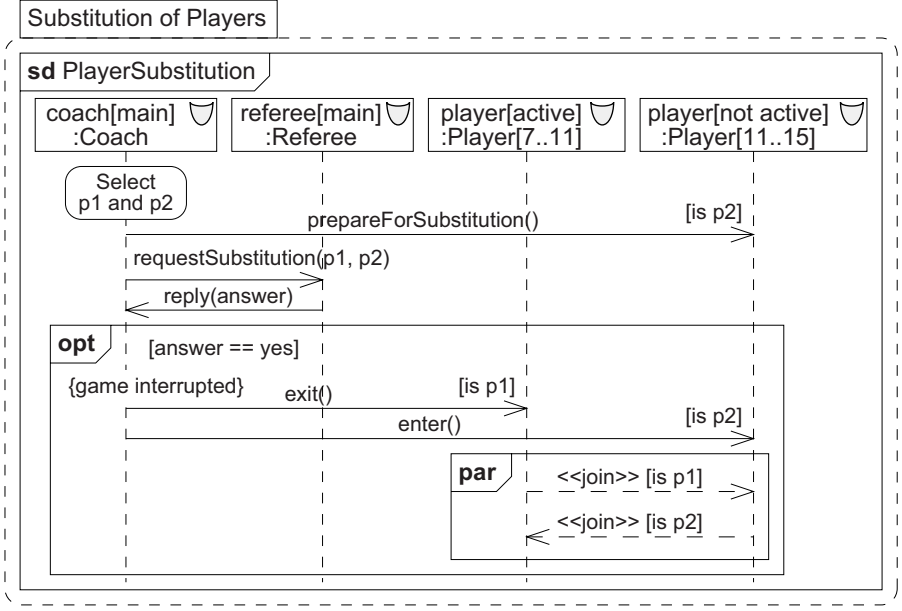 Substitution of Players
sd PlayerSubstitution
coach[main]
:Coach
referee[main]
:Referee
player[active]
:Player[7..11]
player[not active]
:Player[11..15]
Select
p1 and p2
prepareForSubstitution()
[is p2]
requestSubstitution(p1, p2)
reply(answer)
opt
[answer == yes]
{game interrupted}
exit()
[is p1]
enter()
[is p2]
par
<<join>> [is p1]
<<join>> [is p2]